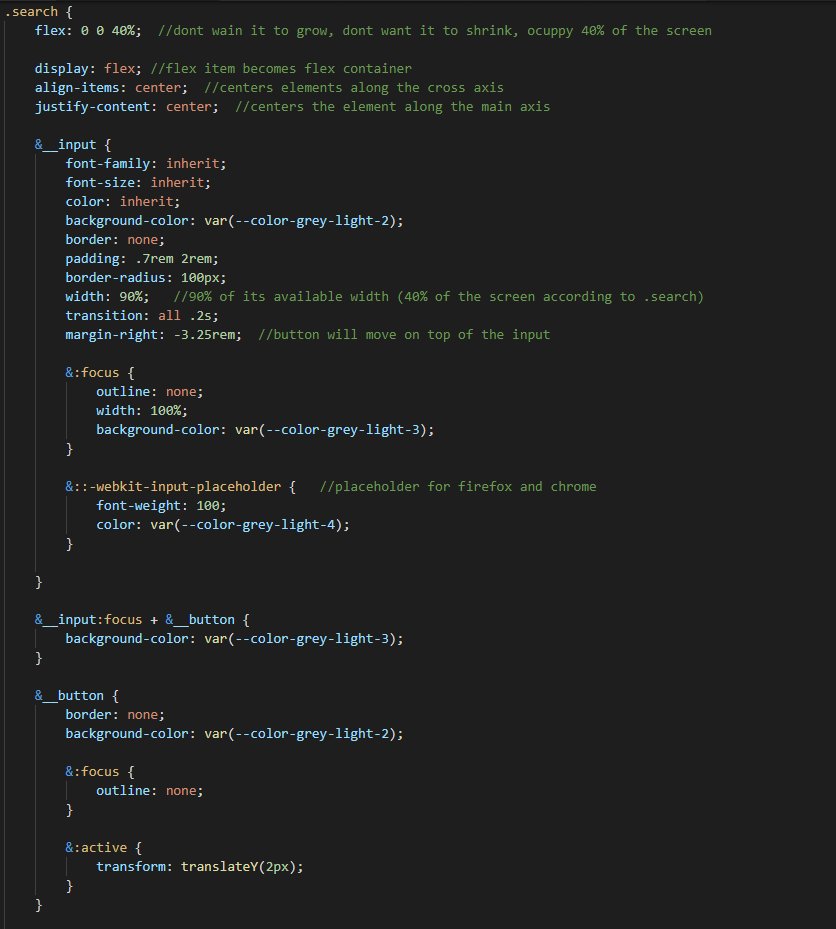 .search {
flex: 0 0 40%; //dont wain it to grow, dont want it to shrink, ocuppy 40% of the screen
display: flex; //flex item becomes flex container
align-items: center; //centers elements along the cross axis
justify-content: center; //centers the element along the main axis
&__input {
font-family: inherit;
font-size: inherit;
color: inherit;
background-color: var(--color-grey-light-2);
border: none;
padding: .7rem 2rem;
border-radius: 100px;
width: 90%; //90% of its available width (40% of the screen according to .search)
transition: all .2s;
margin-right: -3.25rem; //button will move on top of the input
&:focus {
outline: none;
width: 100%;
background-color: var(--color-grey-light-3);
}
&::-webkit-input-placeholder { //placeholder for firefox and chrome
font-weight: 100;
color: var(--color-grey-light-4);
}
}
&__input:focus + &__button {
background-color: var(--color-grey-light-3);
}
&__button {
border: none;
background-color: var(--color-grey-light-2);
&:focus {
outline: none;
}
&:active {
transform: translateY(2px);
}
}